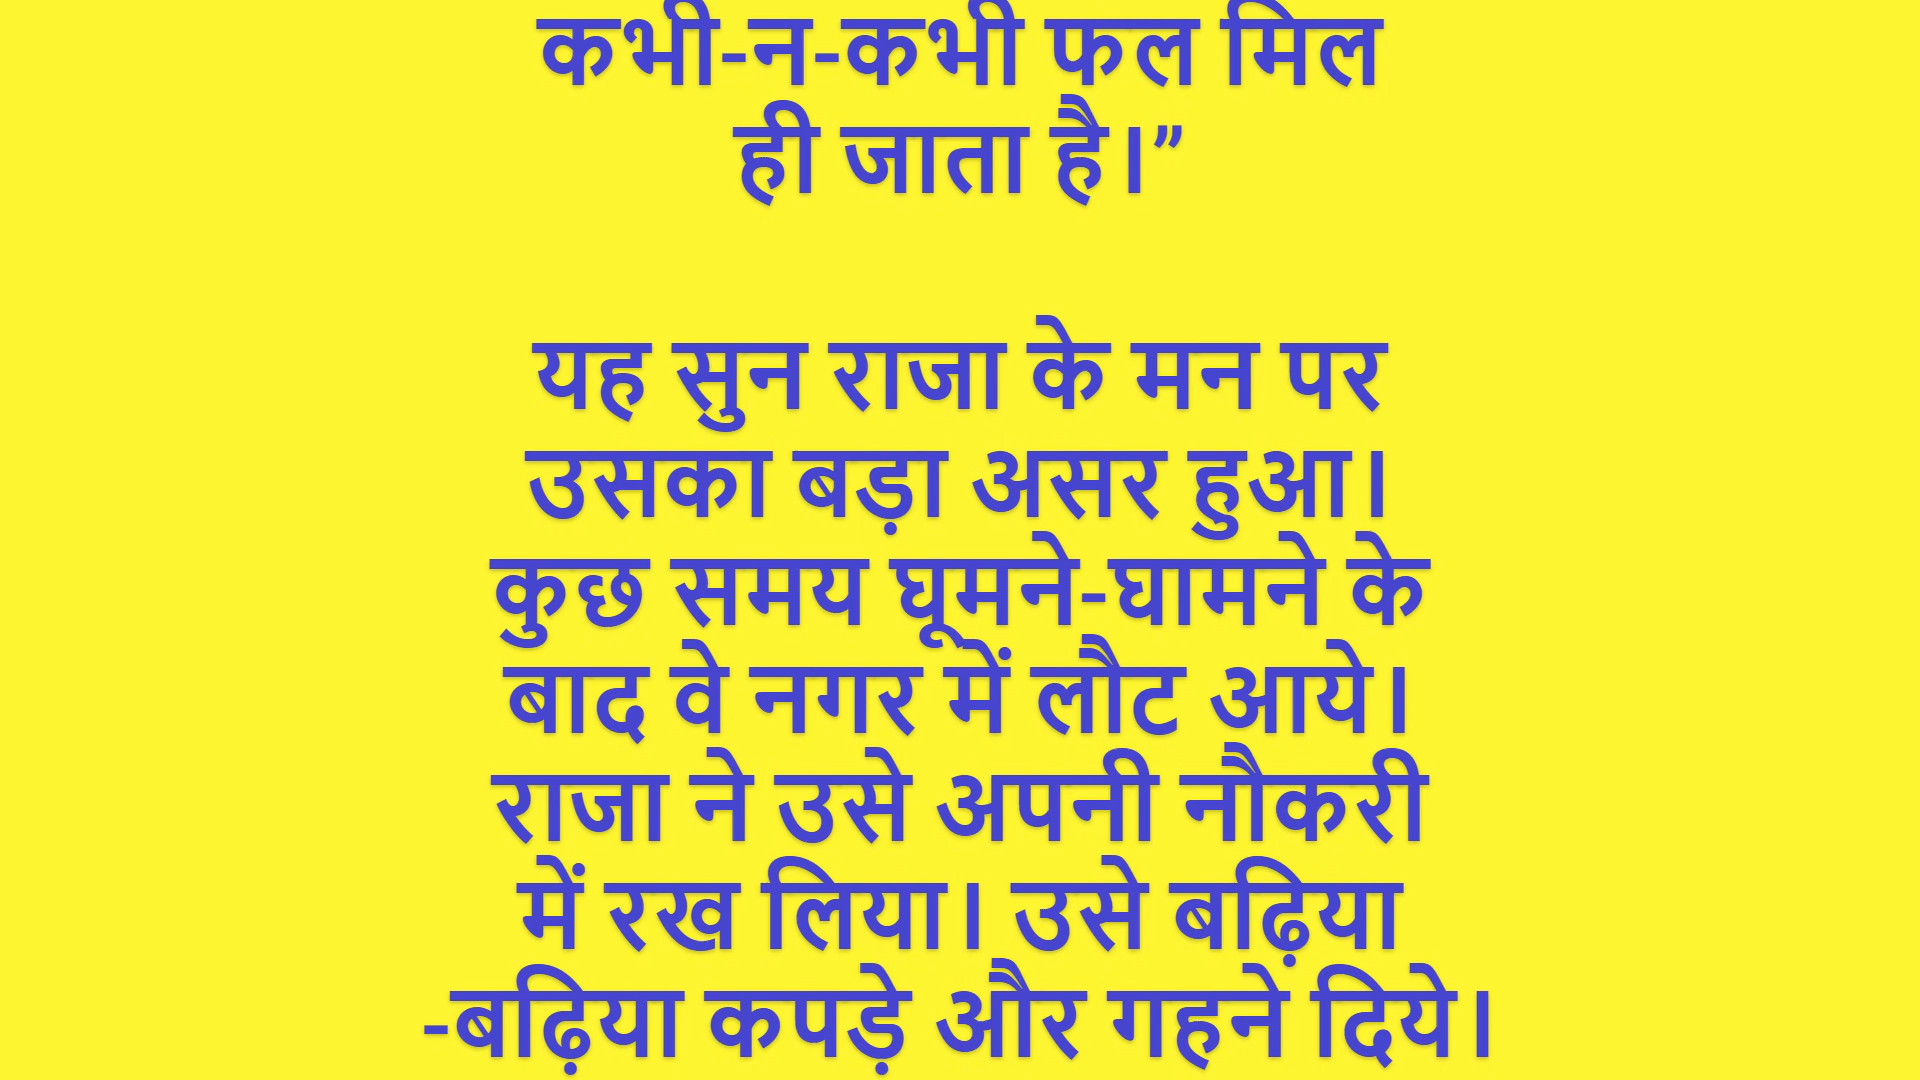 कभी-न-कभी फल मिल
ही जाता है।”
यह सुन राजा के मन पर
उसका बड़ा असर हुआ।
कुछ समय घूमने-घामने के
बाद वे नगर में लौट आये।
राजा ने उसे अपनी नौकरी
में रख लिया। उसे बढ़िया
-बढ़िया कपड़े और गहने दिये।